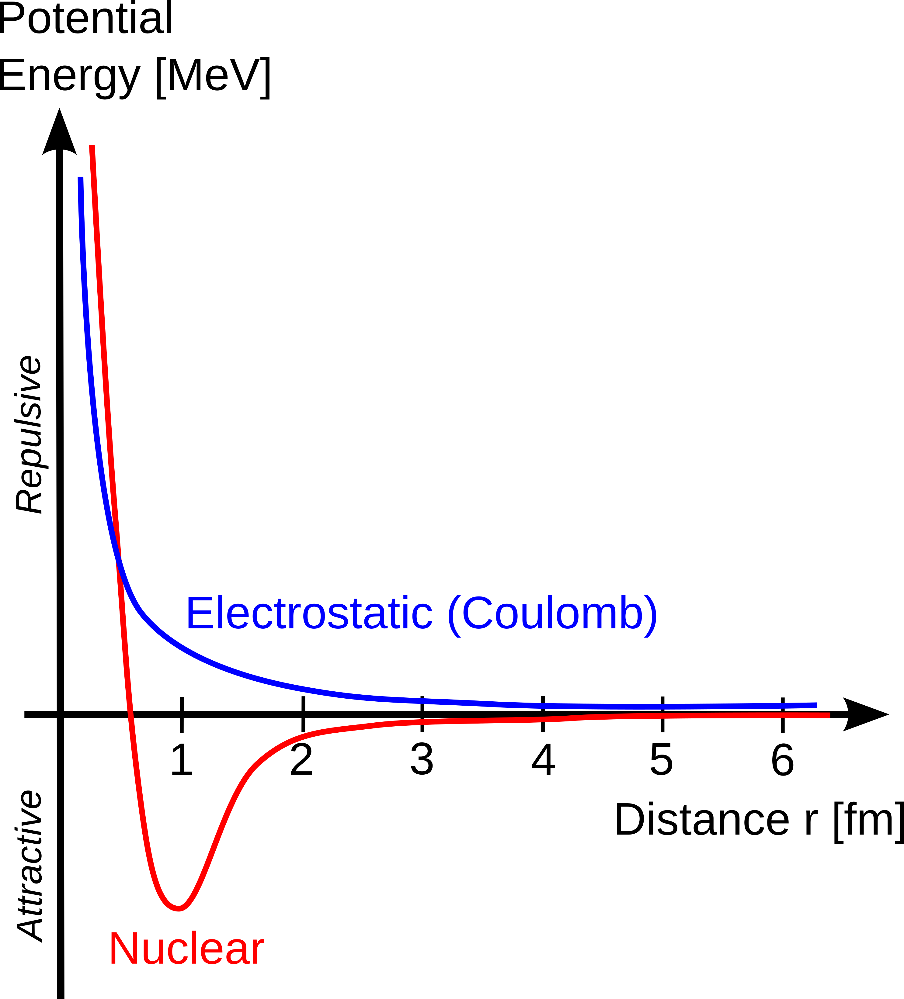 Potential
Energy [MeV]
Repulsive
Electrostatic (Coulomb)
1 2 3 4 5 6
Distance r [fm]
Attractive
Nuclear